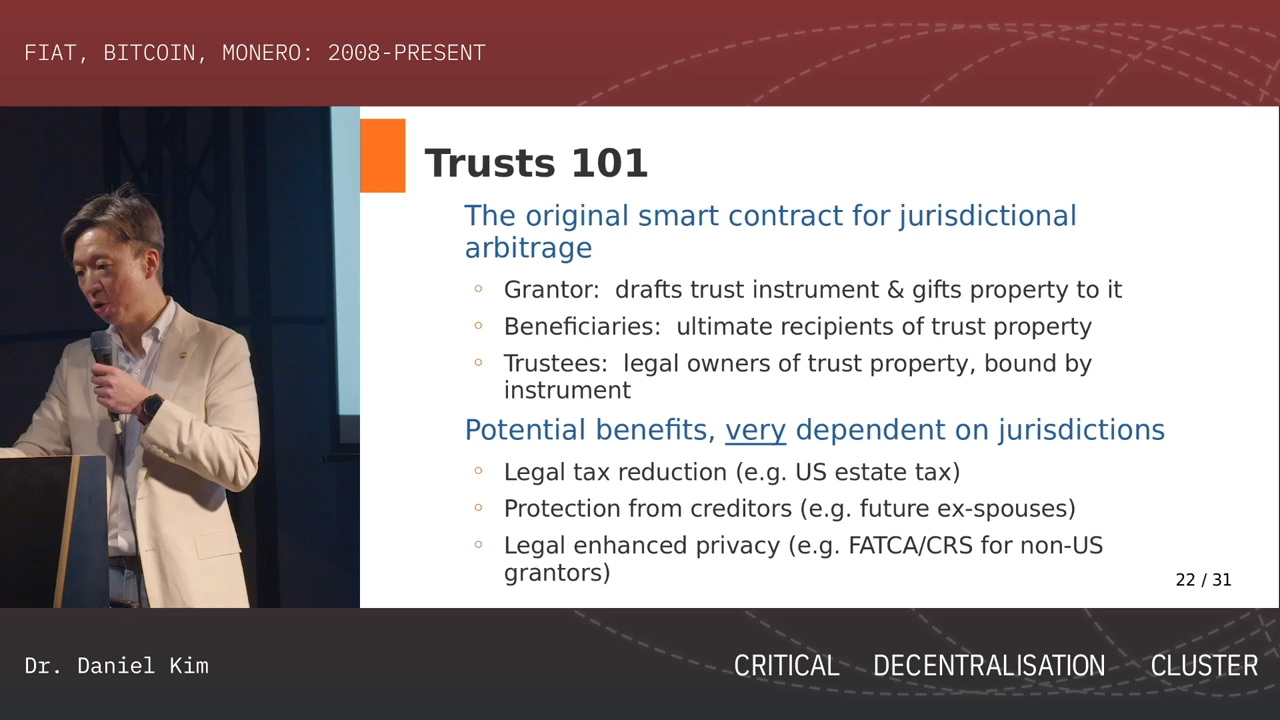 FIAT, BITCOIN, MONERO: 2008-PRESENT
Trusts 101
The original smart contract for jurisdictional
arbitrage
Grantor: drafts trust instrument & gifts property to it
Beneficiaries: ultimate recipients of trust property
Trustees: legal owners of trust property, bound by
instrument
Potential benefits, very dependent on jurisdictions
Legal tax reduction (e.g. US estate tax)
Protection from creditors (e.g. future ex-spouses)
Legal enhanced privacy (e.g. FATCA/CRS for non-US
grantors)
22 / 31
Dr. Daniel Kim
CRITICAL DECENTRALISATION CLUSTER